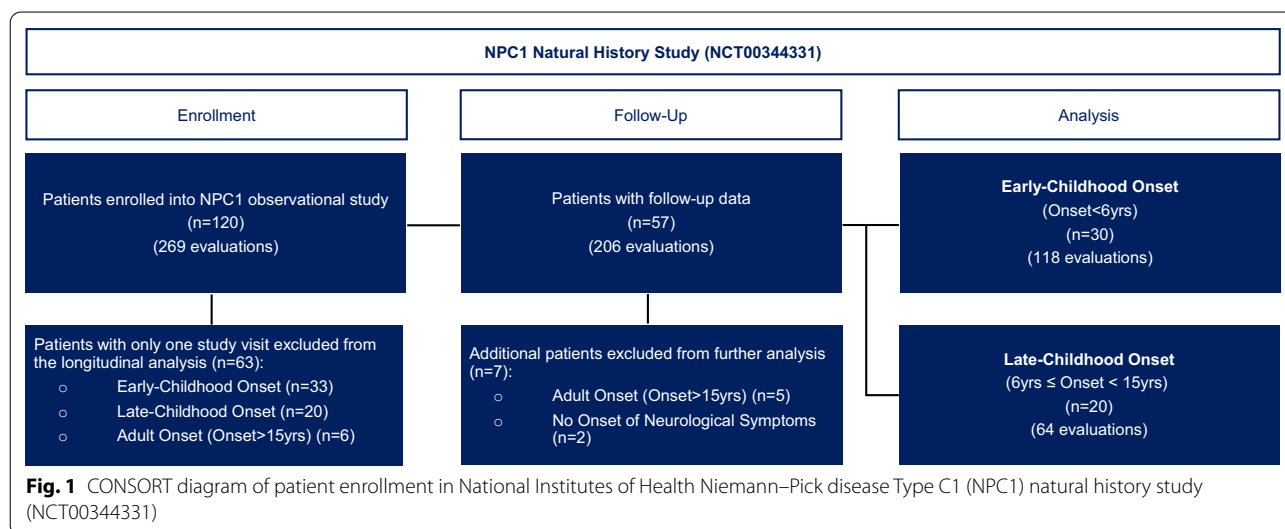 NPC1 Natural History Study (NCT00344331)
Enrollment
Follow-Up
Analysis
Patients enrolled into NPC1 observational study
(n=120)
(269 evaluations)
Patients with follow-up data
(n=57)
(206 evaluations)
Early-Childhood Onset
(Onset<6yrs)
(n=30)
(118 evaluations)
Patients with only one study visit excluded from
the longitudinal analysis (n=63):
o Early-Childhood Onset (n=33)
o Late-Childhood Onset (n=20)
o Adult Onset (Onset>15yrs) (n=6)
Additional patients excluded from further analysis
(n=7):
o Adult Onset (Onset>15yrs) (n=5)
o No Onset of Neurological Symptoms
(n=2)
Late-Childhood Onset
(6yrs ≤ Onset < 15yrs)
(n=20)
(64 evaluations)
Fig. 1 CONSORT diagram of patient enrollment in National Institutes of Health Niemann–Pick disease Type C1 (NPC1) natural history study
(NCT00344331)